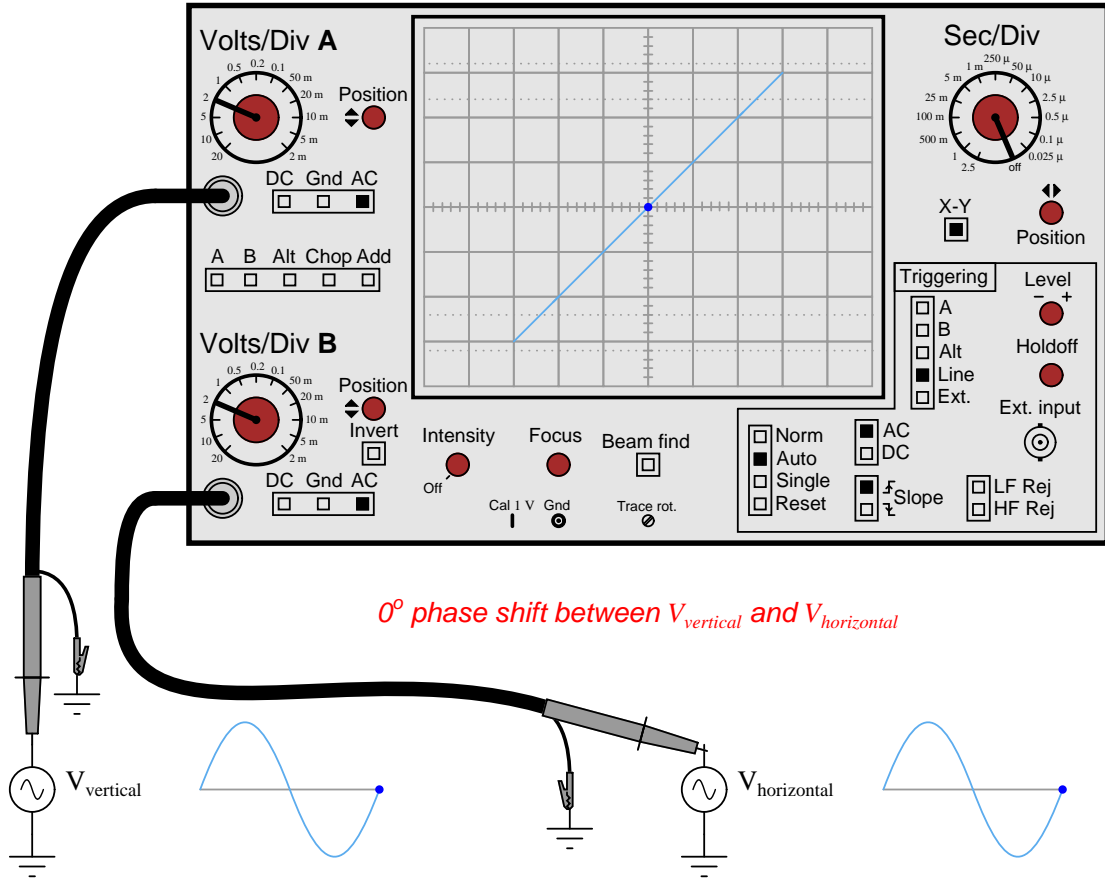 Volts/Div A
20 10 5 2 1 0.5 0.2 0.1 50 m 20 m 10 m 5 m 2 m
Position
DC Gnd AC
A B Alt Chop Add
Volts/Div B
20 10 5 2 1 0.5 0.2 0.1 50 m 20 m 10 m 5 m 2 m
Position
Invert
DC Gnd AC
Intensity
Off
Focus
Beam find
Cal 1 V Gnd
Trace rot.
Sec/Div
2.5 1 500 m 100 m 25 m 5 m 1 m 250 µ 50 µ 10 µ 2.5 µ 0.5 µ 0.1 µ 0.025 µ off
X-Y
Position
Triggering
A
B
Alt
Line
Ext.
Level
− +
Holdoff
Ext. input
Norm
Auto
Single
Reset
AC
DC
Slope
LF Rej
HF Rej
0° phase shift between Vvertical and Vhorizontal
Vvertical
Vhorizontal